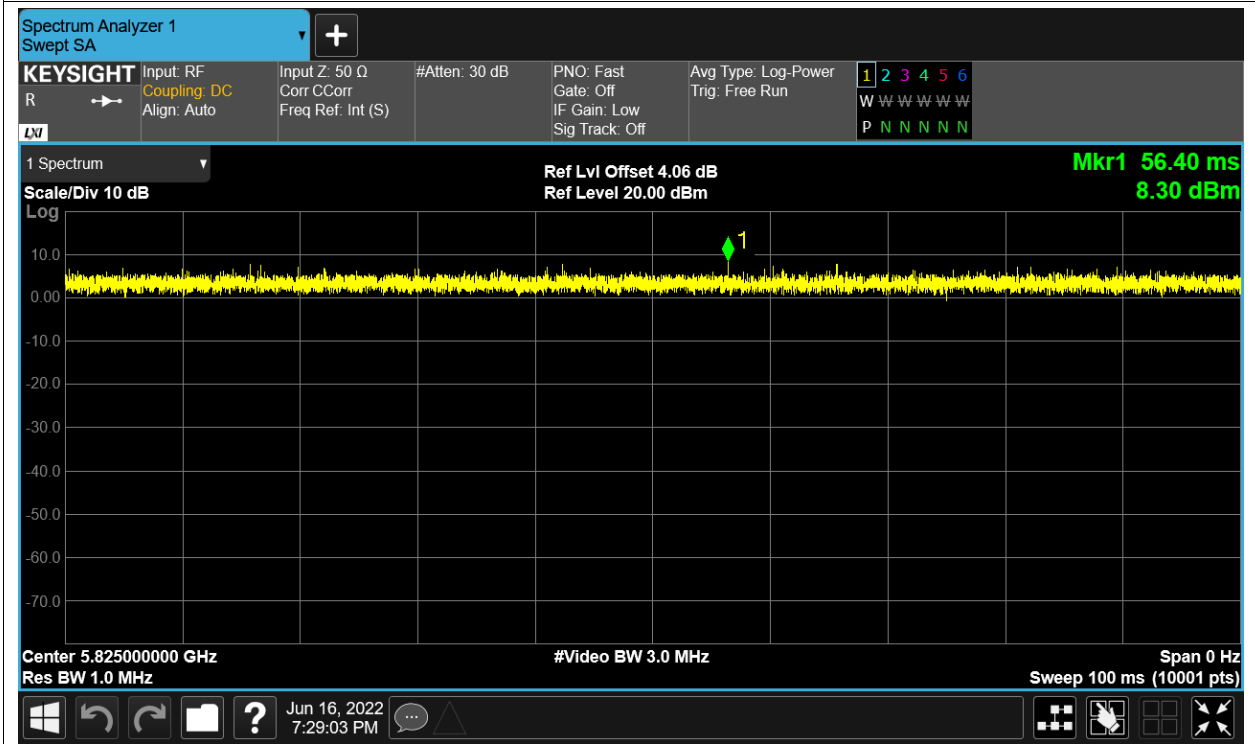 Spectrum Analyzer 1
Swept SA
▼
+
KEYSIGHT
R
LXI
Input: RF
Coupling: DC
Align: Auto
Input Z: 50 Ω
Corr CCorr
Freq Ref: Int (S)
#Atten: 30 dB
PNO: Fast
Gate: Off
IF Gain: Low
Sig Track: Off
Avg Type: Log-Power
Trig: Free Run
1 2 3 4 5 6
W W W W W W
P N N N N N
1 Spectrum ▼
Scale/Div 10 dB
Log
Ref Lvl Offset 4.06 dB
Ref Level 20.00 dBm
Mkr1 56.40 ms
8.30 dBm
1
10.0
0.00
-10.0
-20.0
-30.0
-40.0
-50.0
-60.0
-70.0
Center 5.825000000 GHz
Res BW 1.0 MHz
#Video BW 3.0 MHz
Span 0 Hz
Sweep 100 ms (10001 pts)
?
Jun 16, 2022
7:29:03 PM